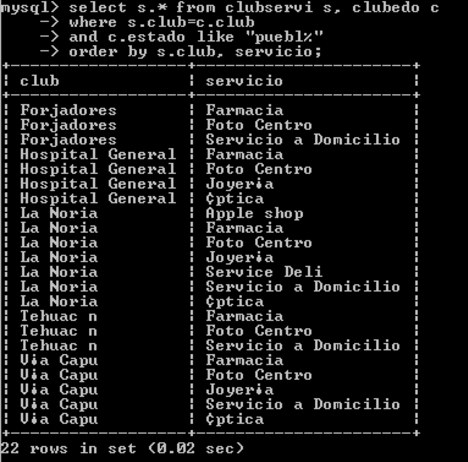 mysql> select s.* from clubservi s, clubedo c
    -> where s.club=c.club
    -> and c.estado like "puebl%"
    -> order by s.club, servicio;
+------------------+-----------------------+
| club             | servicio              |
+------------------+-----------------------+
| Forjadores       | Farmacia              |
| Forjadores       | Foto Centro           |
| Forjadores       | Servicio a Domicilio  |
| Hospital General | Farmacia              |
| Hospital General | Foto Centro           |
| Hospital General | Joyer¡a               |
| Hospital General | ¢ptica                |
| La Noria         | Apple shop            |
| La Noria         | Farmacia              |
| La Noria         | Foto Centro           |
| La Noria         | Joyer¡a               |
| La Noria         | Service Deli          |
| La Noria         | Servicio a Domicilio  |
| La Noria         | ¢ptica                |
| Tehuac n         | Farmacia              |
| Tehuac n         | Foto Centro           |
| Tehuac n         | Servicio a Domicilio  |
| V¡a Capu         | Farmacia              |
| V¡a Capu         | Foto Centro           |
| V¡a Capu         | Joyer¡a               |
| V¡a Capu         | Servicio a Domicilio  |
| V¡a Capu         | ¢ptica                |
+------------------+-----------------------+
22 rows in set (0.02 sec)